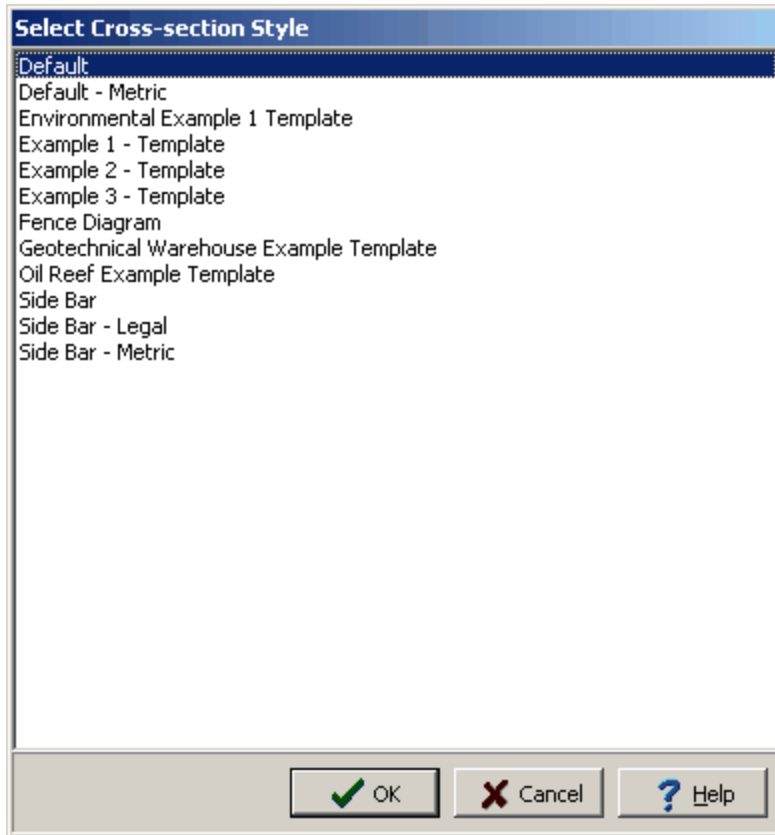 Select Cross-section Style
Default
Default - Metric
Environmental Example 1 Template
Example 1 - Template
Example 2 - Template
Example 3 - Template
Fence Diagram
Geotechnical Warehouse Example Template
Oil Reef Example Template
Side Bar
Side Bar - Legal
Side Bar - Metric
OK Cancel Help